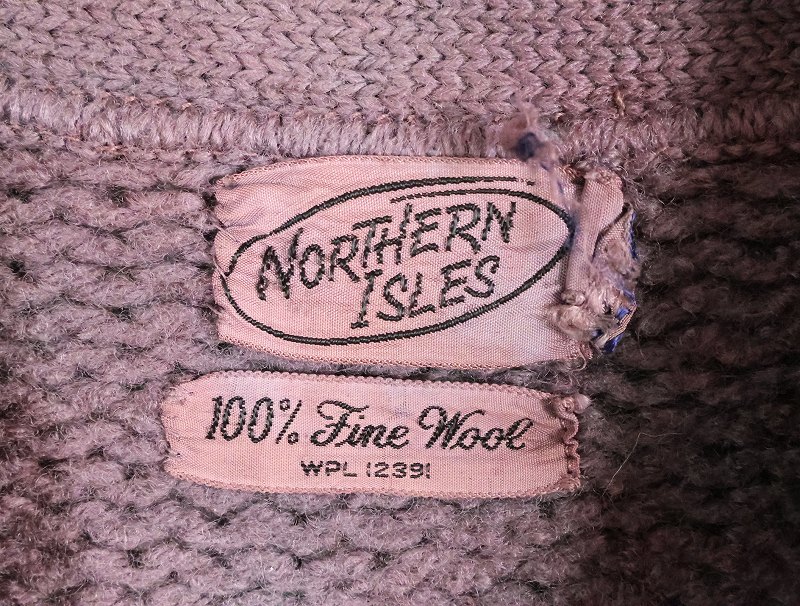 NORTHERN
ISLES
100% Fine Wool
WPL 12391